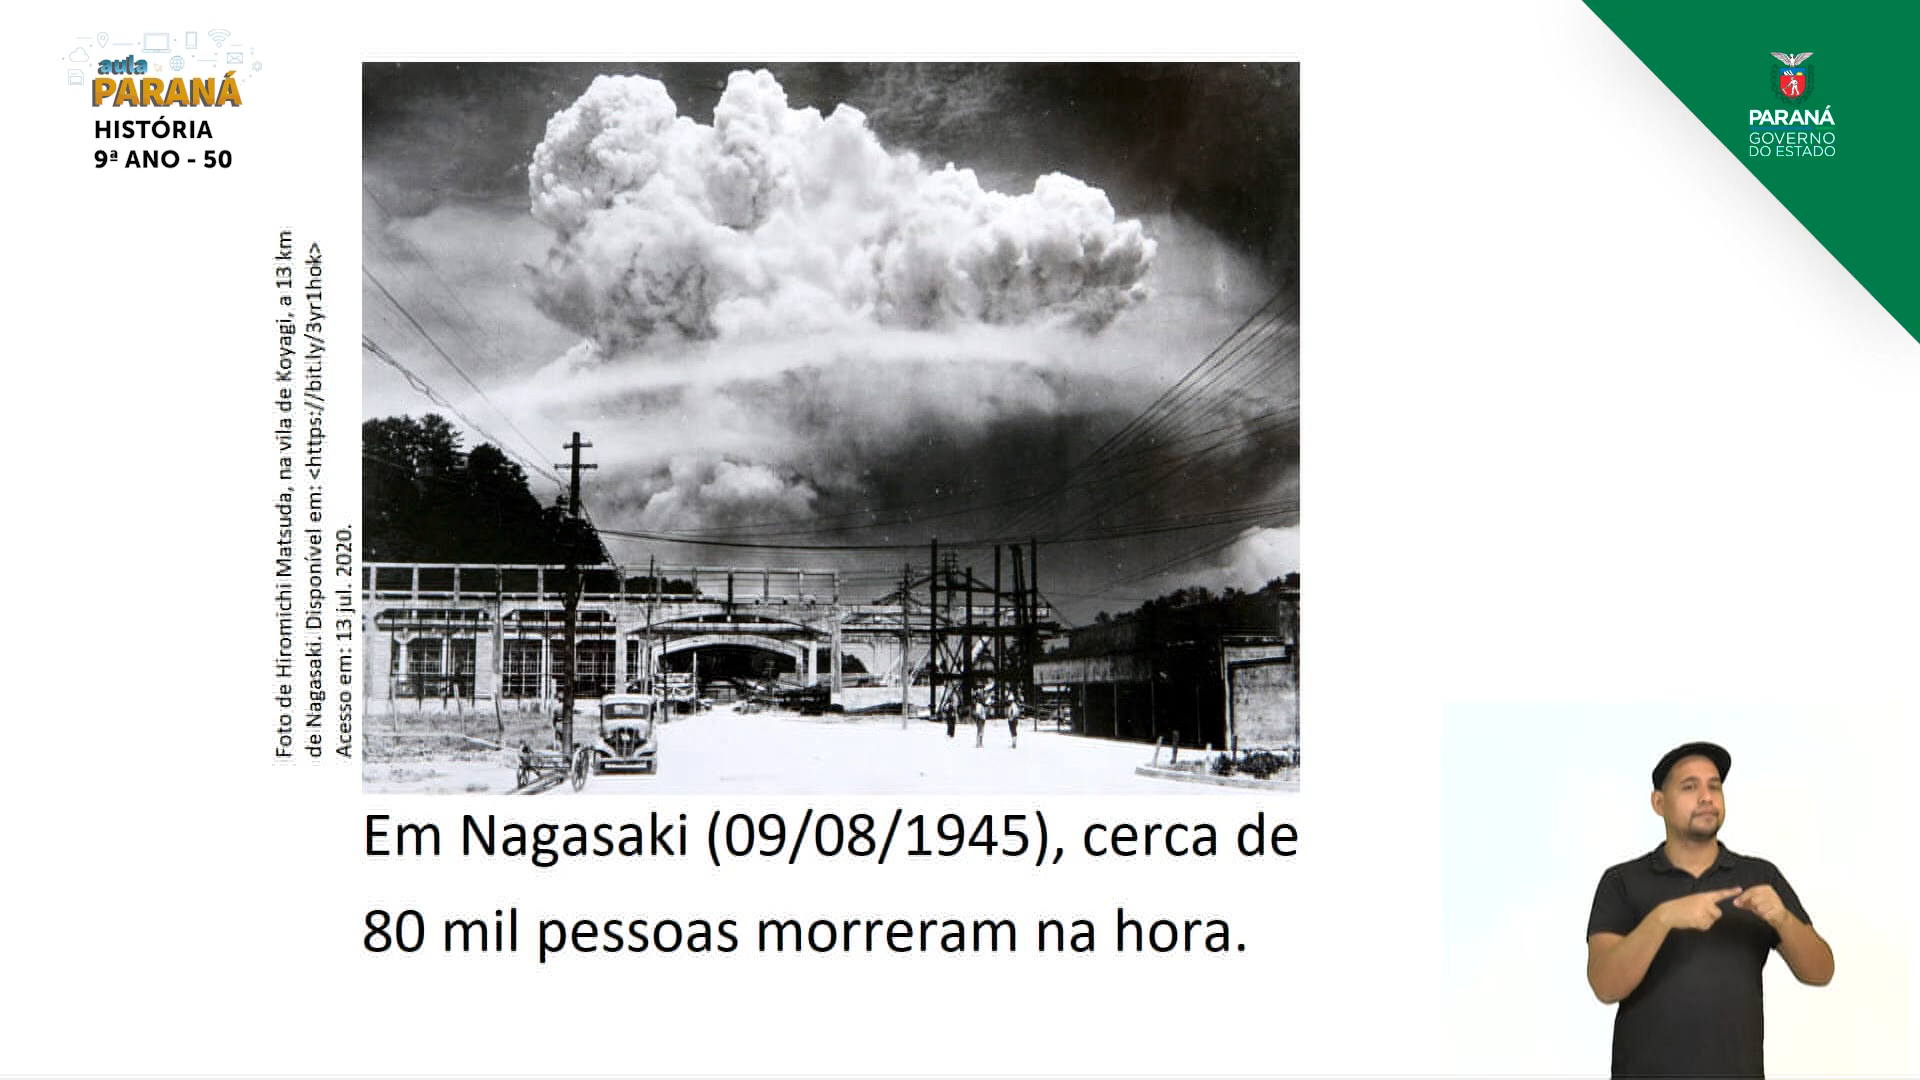 aula
PARANÁ
HISTÓRIA
9ª ANO - 50
PARANÁ
GOVERNO
DO ESTADO
Foto de Hiromichi Matsuda, na vila de Koyagi, a 13 km
de Nagasaki. Disponível em: <https://bit.ly/3yr1hok>
Acesso em: 13 jul. 2020.
Em Nagasaki (09/08/1945), cerca de
80 mil pessoas morreram na hora.